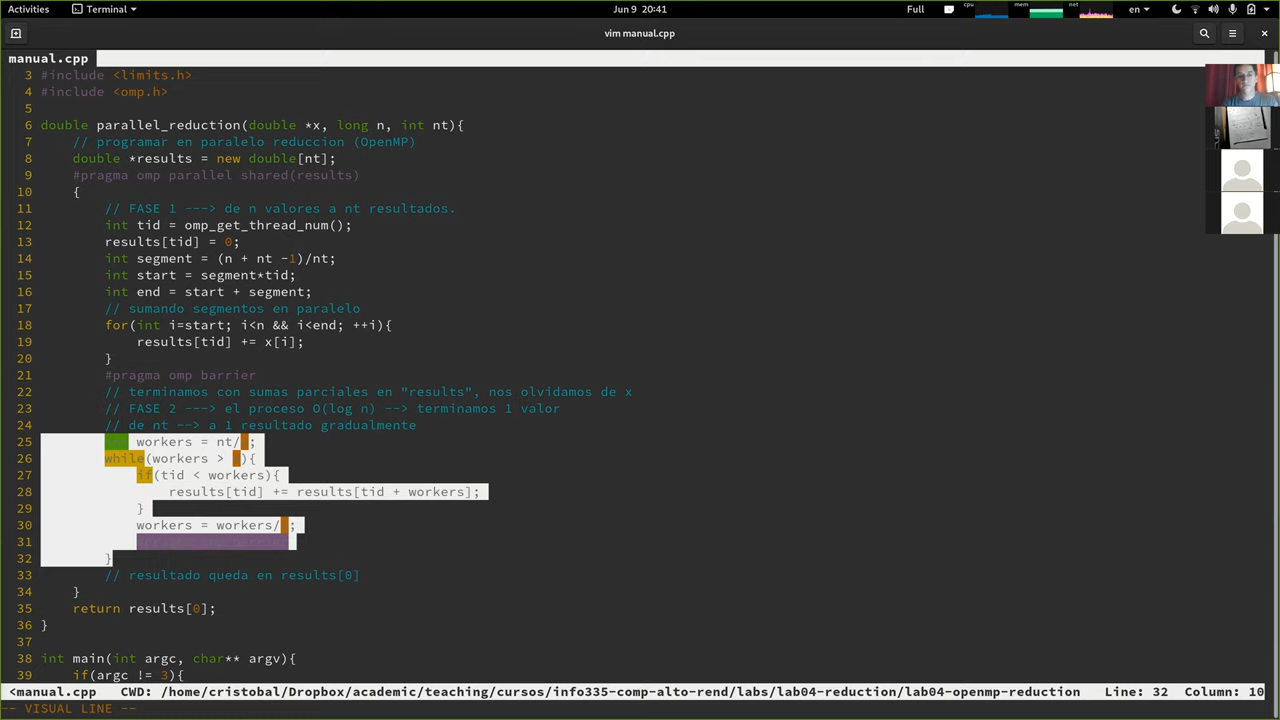 Activities
Terminal
Jun 9 20:41
Full
cpu
mem
net
en
vim manual.cpp
manual.cpp
3 #include <limits.h>
4 #include <omp.h>
5
6 double parallel_reduction(double *x, long n, int nt){
7 // programar en paralelo reduccion (OpenMP)
8 double *results = new double[nt];
9 #pragma omp parallel shared(results)
10 {
11 // FASE 1 ---> de n valores a nt resultados.
12 int tid = omp_get_thread_num();
13 results[tid] = 0;
14 int segment = (n + nt -1)/nt;
15 int start = segment*tid;
16 int end = start + segment;
17 // sumando segmentos en paralelo
18 for(int i=start; i<n && i<end; ++i){
19 results[tid] += x[i];
20 }
21 #pragma omp barrier
22 // terminamos con sumas parciales en "results", nos olvidamos de x
23 // FASE 2 ---> el proceso O(log n) --> terminamos 1 valor
24 // de nt --> a 1 resultado gradualmente
25 workers = nt/ ;
26 while(workers > ){
27 if(tid < workers){
28 results[tid] += results[tid + workers];
29 }
30 workers = workers/ ;
31
32 }
33 // resultado queda en results[0]
34 }
35 return results[0];
36 }
37
38 int main(int argc, char** argv){
39 if(argc != 3){
<manual.cpp CWD: /home/cristobal/Dropbox/academic/teaching/cursos/info335-comp-alto-rend/labs/lab04-reduction/lab04-openmp-reduction Line: 32 Column: 10
-- VISUAL LINE --